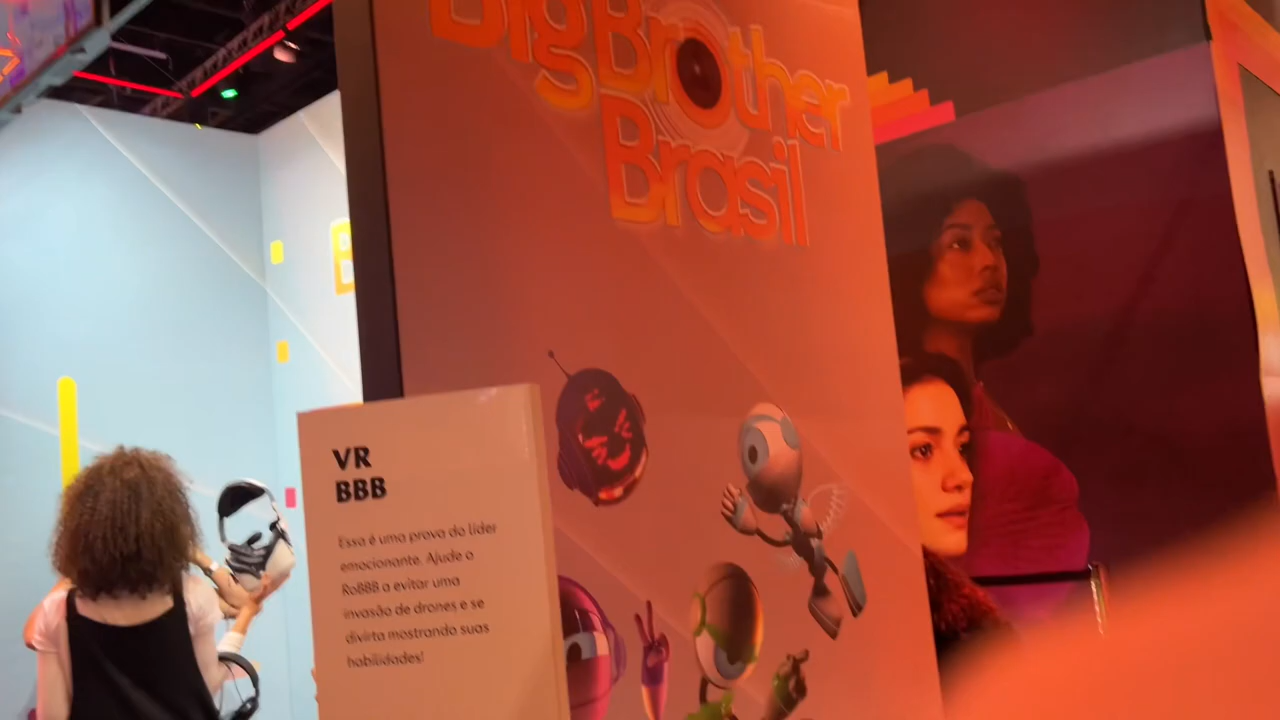 Big Brother
Brasil
B
VR
BBB
Essa é uma prova do líder
emocionante. Ajude o
RoBBB a evitar uma
invasão de drones e se
divirta mostrando suas
habilidades!